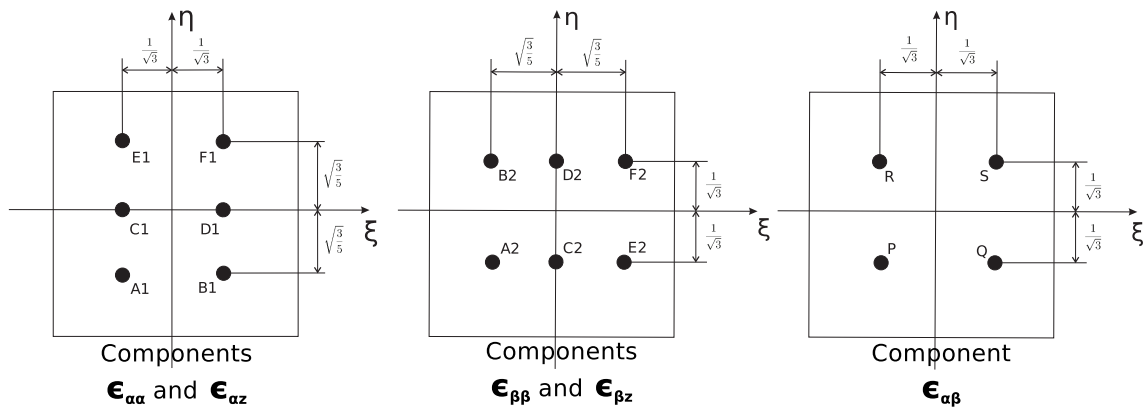 η
1/√3 1/√3
E1 F1
√(3/5)
C1 D1
ξ
√(3/5)
A1 B1
Components
ϵαα and ϵαz
η
√(3/5) √(3/5)
B2 D2 F2
1/√3
ξ
1/√3
A2 C2 E2
Components
ϵββ and ϵβz
η
1/√3 1/√3
R S
1/√3
ξ
1/√3
P Q
Component
ϵαβ